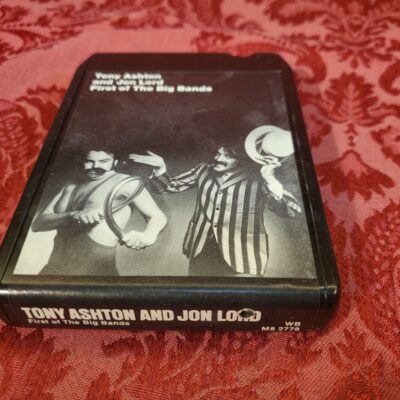 Tony Ashton
and Jon Lord
First of The Big Bands
TONY ASHTON AND JON LORD
First of The Big Bands
WB
M8 2778